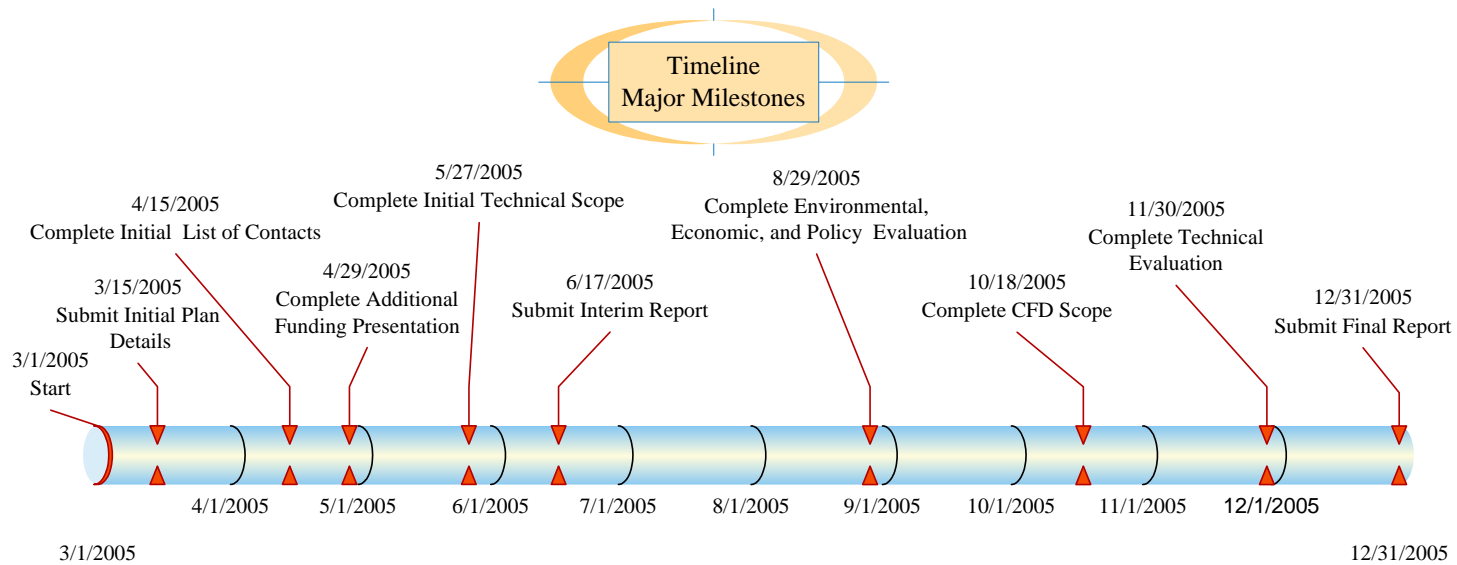 Timeline
Major Milestones
3/1/2005
Start
3/15/2005
Submit Initial Plan
Details
4/15/2005
Complete Initial  List of Contacts
4/29/2005
Complete Additional
Funding Presentation
5/27/2005
Complete Initial Technical Scope
6/17/2005
Submit Interim Report
8/29/2005
Complete Environmental,
Economic, and Policy  Evaluation
10/18/2005
Complete CFD Scope
11/30/2005
Complete Technical
Evaluation
12/31/2005
Submit Final Report
4/1/2005
5/1/2005
6/1/2005
7/1/2005
8/1/2005
9/1/2005
10/1/2005
11/1/2005
12/1/2005
3/1/2005
12/31/2005